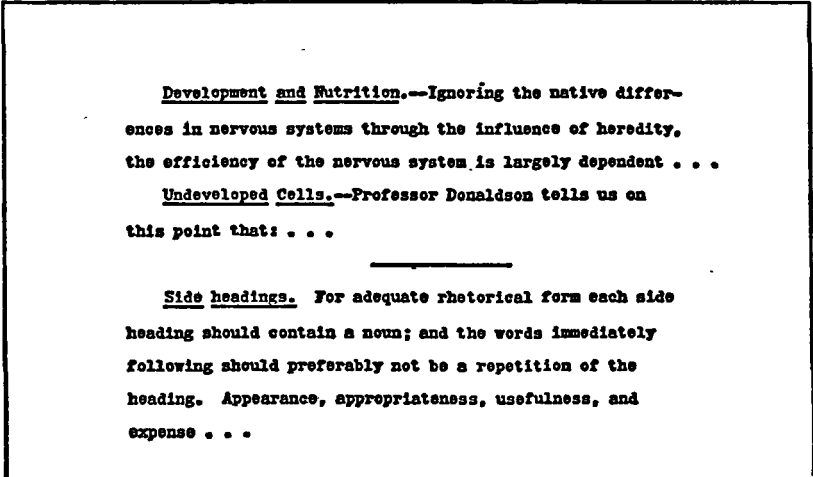 Development and Nutrition.--Ignoring the native differ-
ences in nervous systems through the influence of heredity,
the efficiency of the nervous system is largely dependent . . .
Undeveloped Cells.--Professor Donaldson tells us on
this point that: . . .
Side headings. For adequate rhetorical form each side
heading should contain a noun; and the words immediately
following should preferably not be a repetition of the
heading. Appearance, appropriateness, usefulness, and
expense . . .